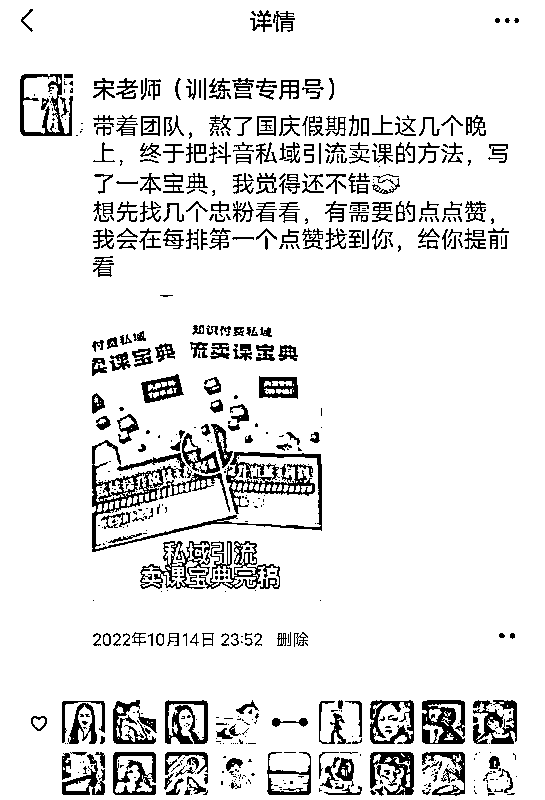 详情
宋老师（训练营专用号）
带着团队，熬了国庆假期加上这几个晚
上，终于把抖音私域引流卖课的方法，写
了一本宝典，我觉得还不错🤝
想先找几个忠粉看看，有需要的点点赞，
我会在每排第一个点赞找到你，给你提前
看
付费私域
知识付费私域
卖课宝典
流卖课宝典
私域引流
卖课宝典完稿
2022年10月14日 23:52 删除